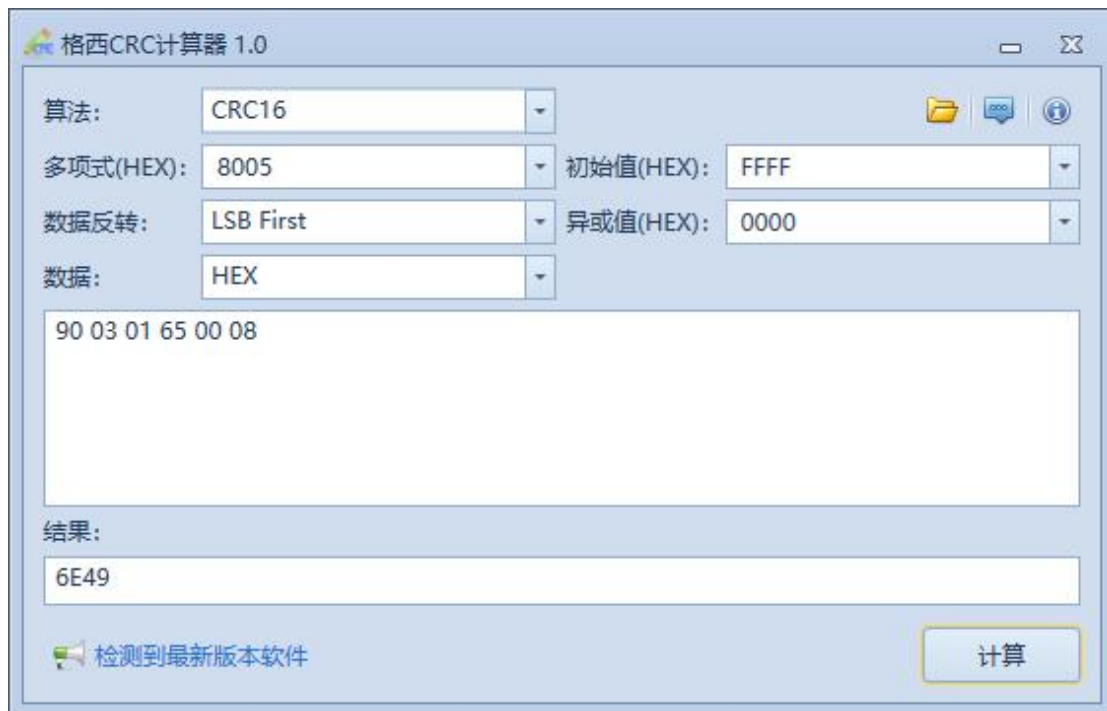 格西CRC计算器 1.0
算法： CRC16
多项式(HEX)： 8005 初始值(HEX)： FFFF
数据反转： LSB First 异或值(HEX)： 0000
数据： HEX
90 03 01 65 00 08
结果：
6E49
检测到最新版本软件 计算